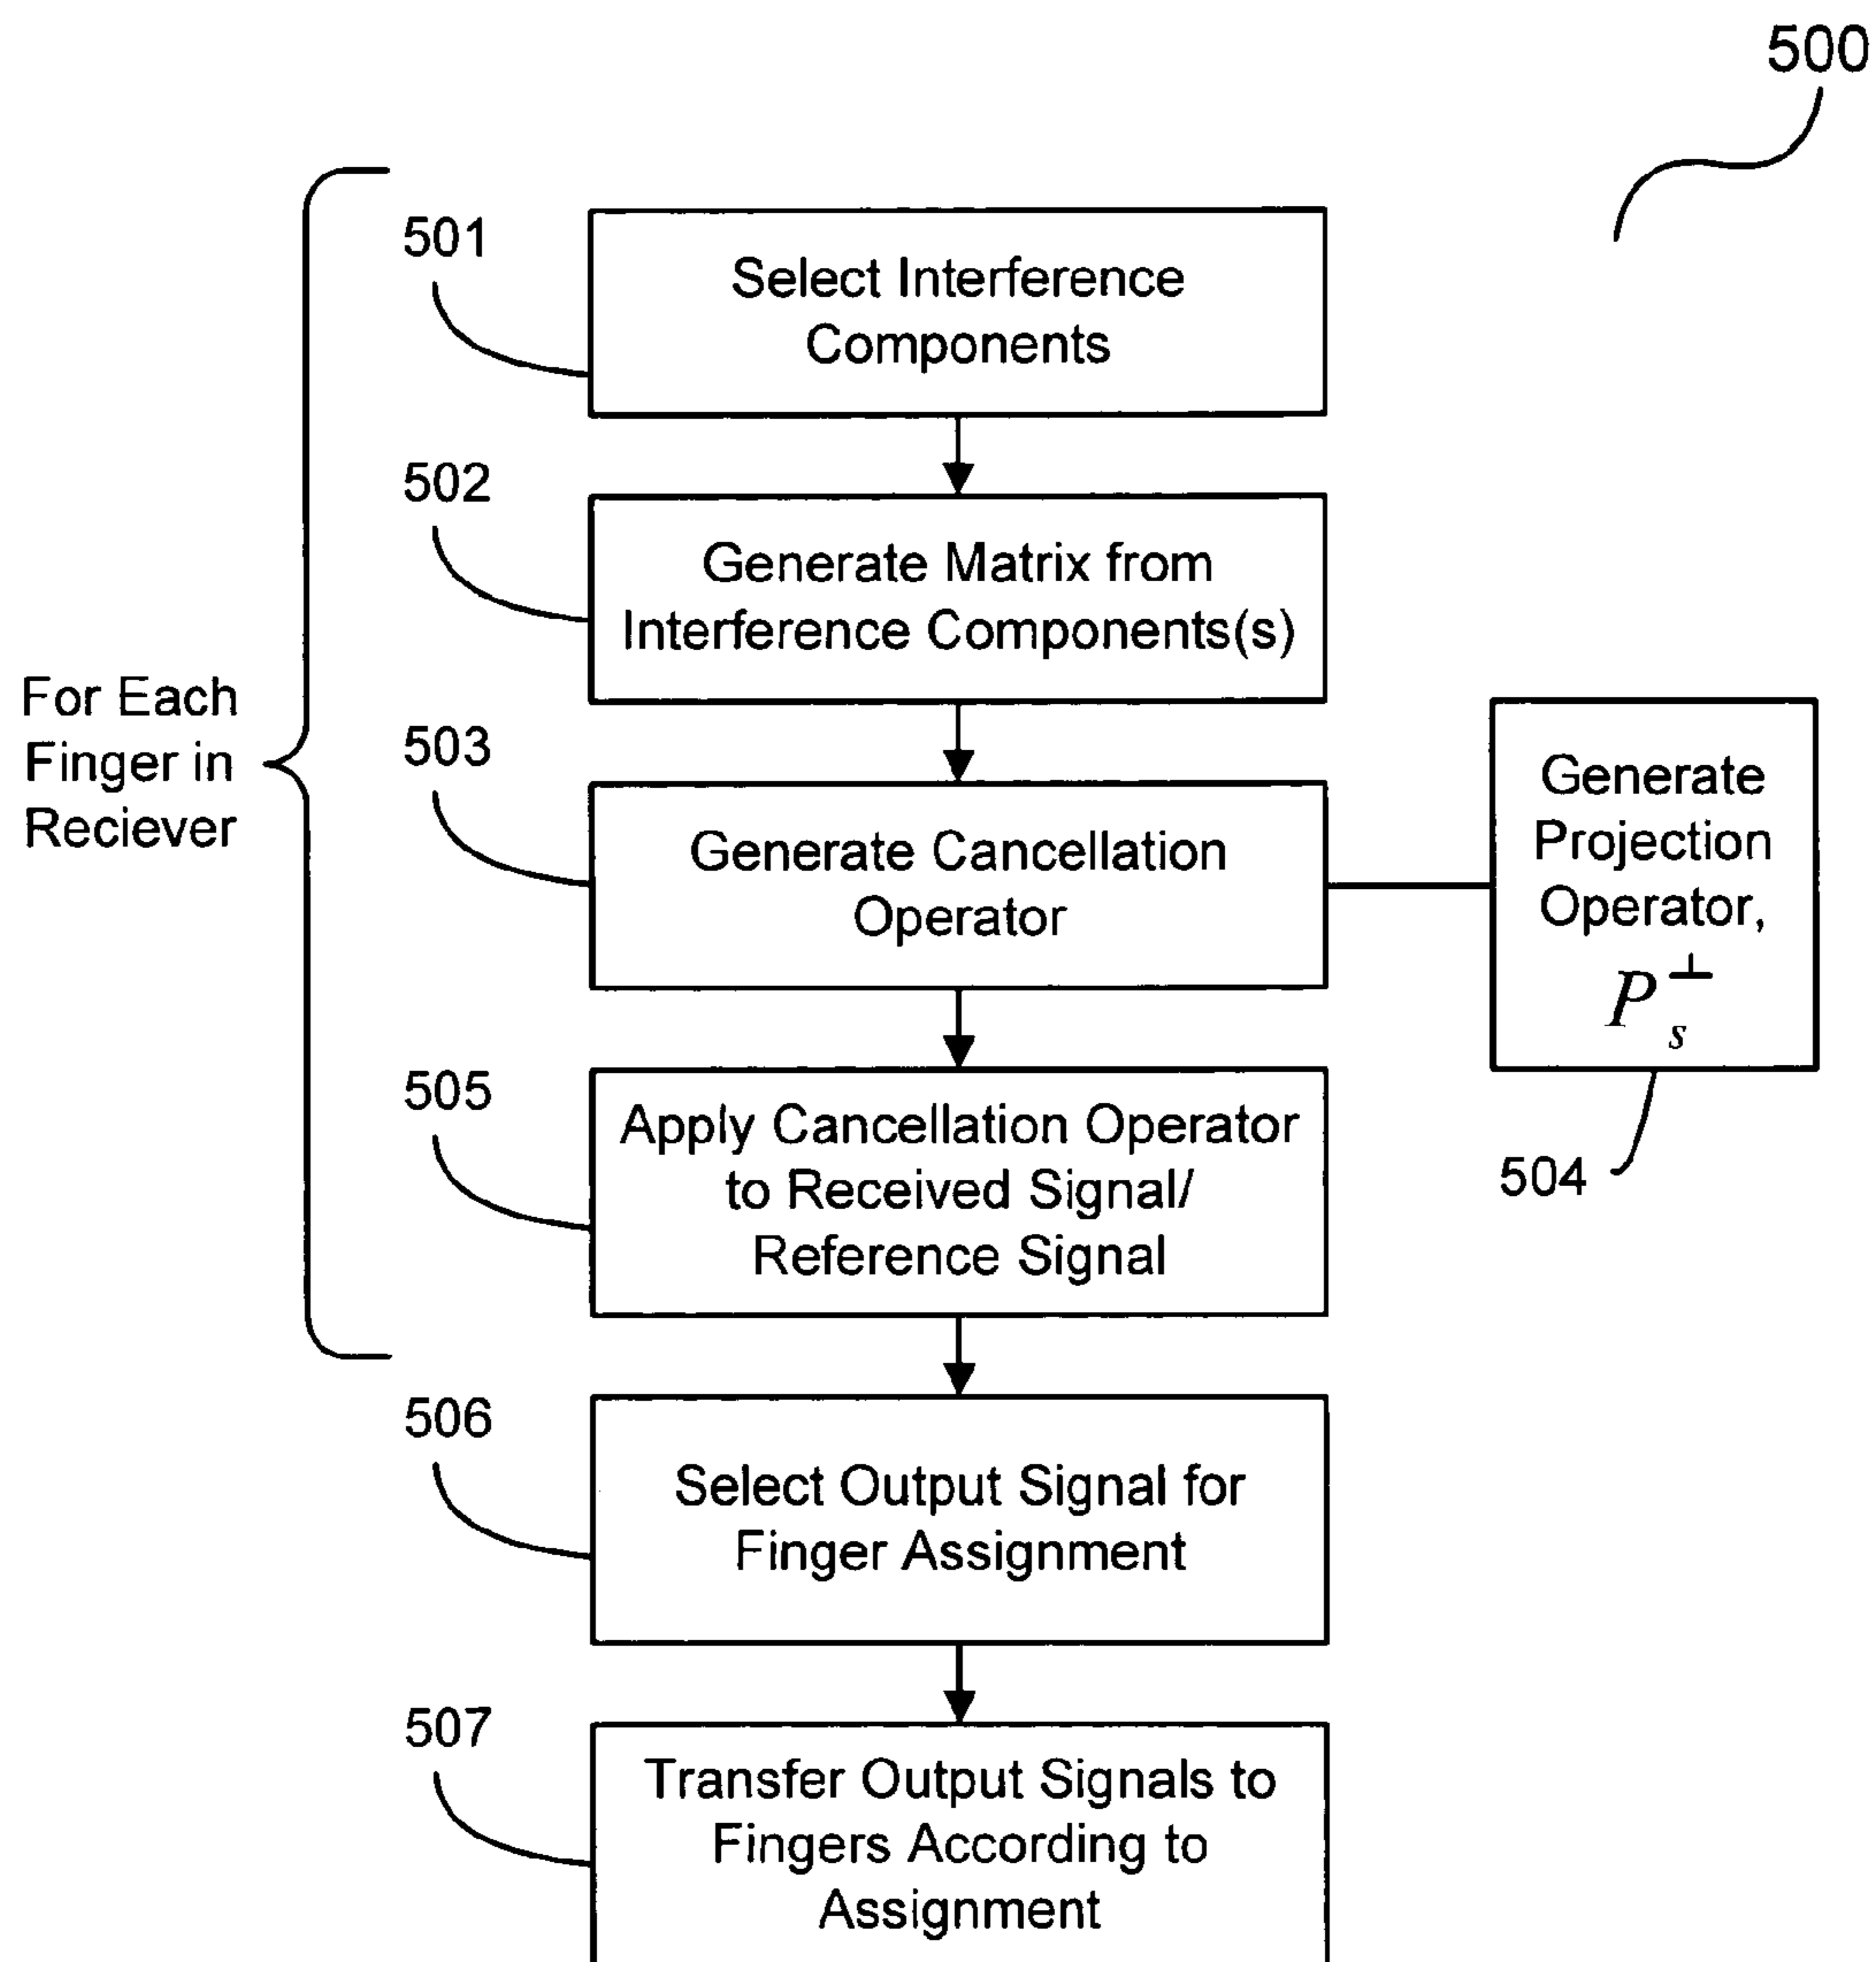 500
501
Select Interference
Components
502
Generate Matrix from
Interference Components(s)
For Each
Finger in
Reciever
503
Generate Cancellation
Operator
Generate
Projection
Operator,
P⊥s
504
505
Apply Cancellation Operator
to Received Signal/
Reference Signal
506
Select Output Signal for
Finger Assignment
507
Transfer Output Signals to
Fingers According to
Assignment